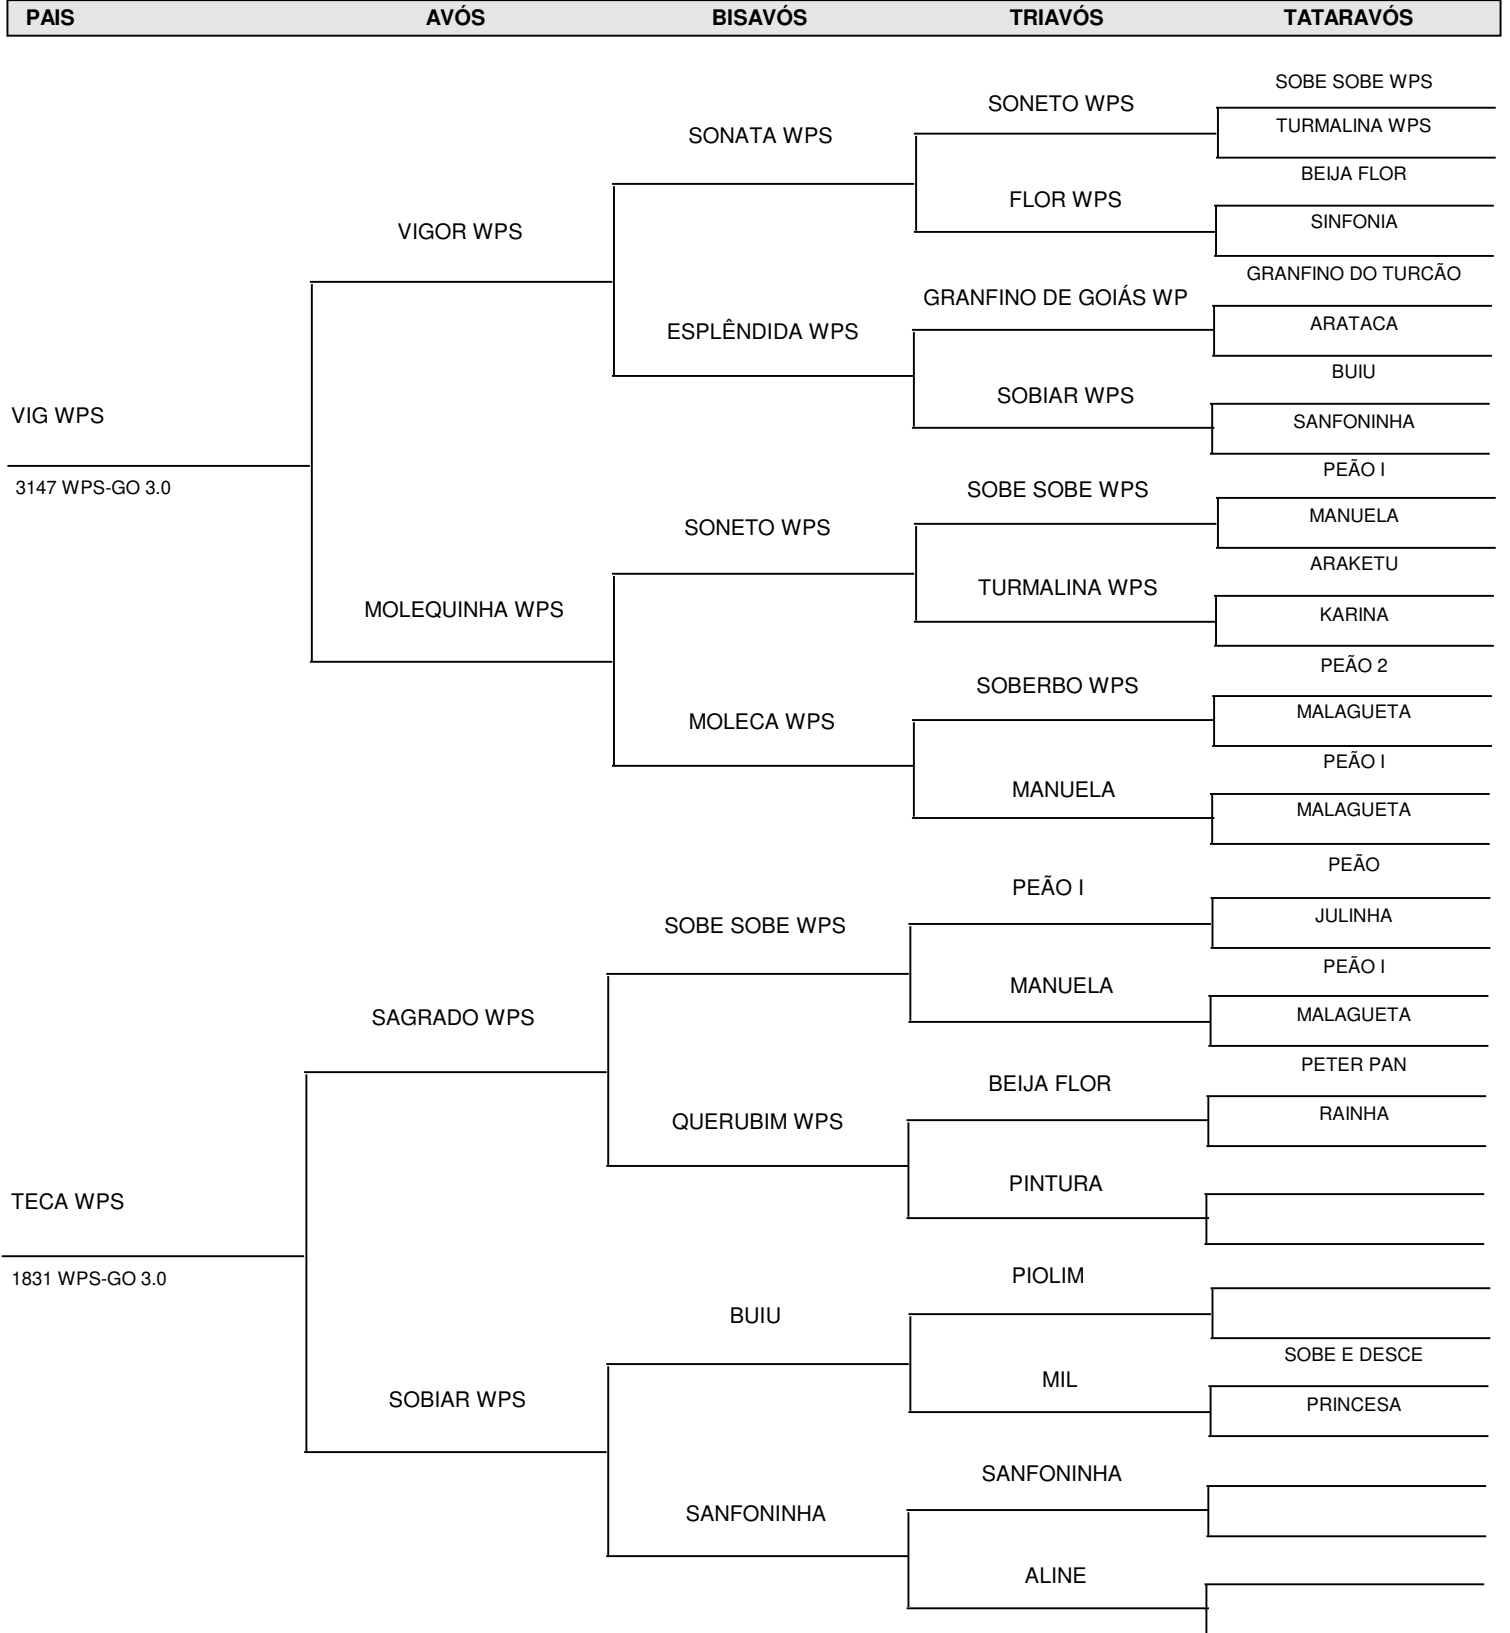 PAIS AVÓS BISAVÓS TRIAVÓS TATARAVÓS
SOBE SOBE WPS
SONETO WPS
TURMALINA WPS
SONATA WPS
BEIJA FLOR
FLOR WPS
SINFONIA
VIGOR WPS
GRANFINO DO TURCÃO
GRANFINO DE GOIÁS WP
ARATACA
ESPLÊNDIDA WPS
BUIU
SOBIAR WPS
SANFONINHA
VIG WPS
PEÃO I
3147 WPS-GO 3.0
SOBE SOBE WPS
MANUELA
SONETO WPS
ARAKETU
TURMALINA WPS
KARINA
MOLEQUINHA WPS
PEÃO 2
SOBERBO WPS
MALAGUETA
MOLECA WPS
PEÃO I
MANUELA
MALAGUETA
PEÃO
PEÃO I
JULINHA
SOBE SOBE WPS
PEÃO I
MANUELA
MALAGUETA
SAGRADO WPS
PETER PAN
BEIJA FLOR
RAINHA
QUERUBIM WPS
PINTURA
TECA WPS
1831 WPS-GO 3.0
PIOLIM
BUIU
SOBE E DESCE
MIL
PRINCESA
SOBIAR WPS
SANFONINHA
SANFONINHA
ALINE